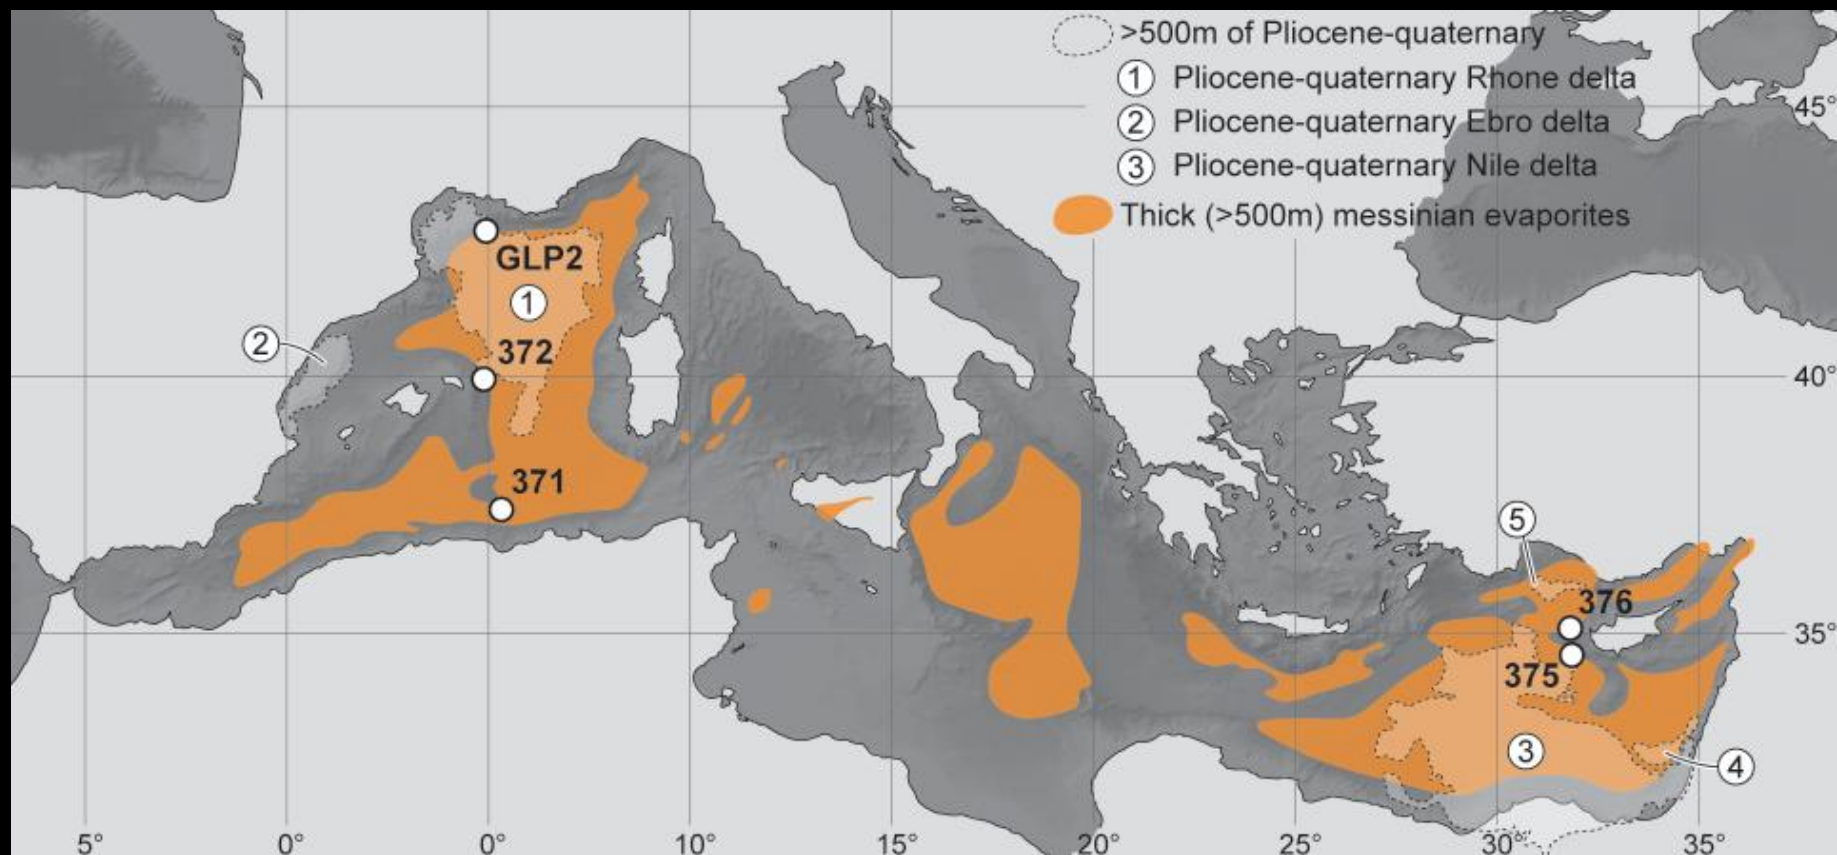 >500m of Pliocene-quaternary
1 Pliocene-quaternary Rhone delta
2 Pliocene-quaternary Ebro delta
3 Pliocene-quaternary Nile delta
Thick (>500m) messinian evaporites
45°
GLP2
1
2
372
40°
371
5
376
35°
375
3
4
5° 0° 0° 10° 15° 20° 25° 30° 35°